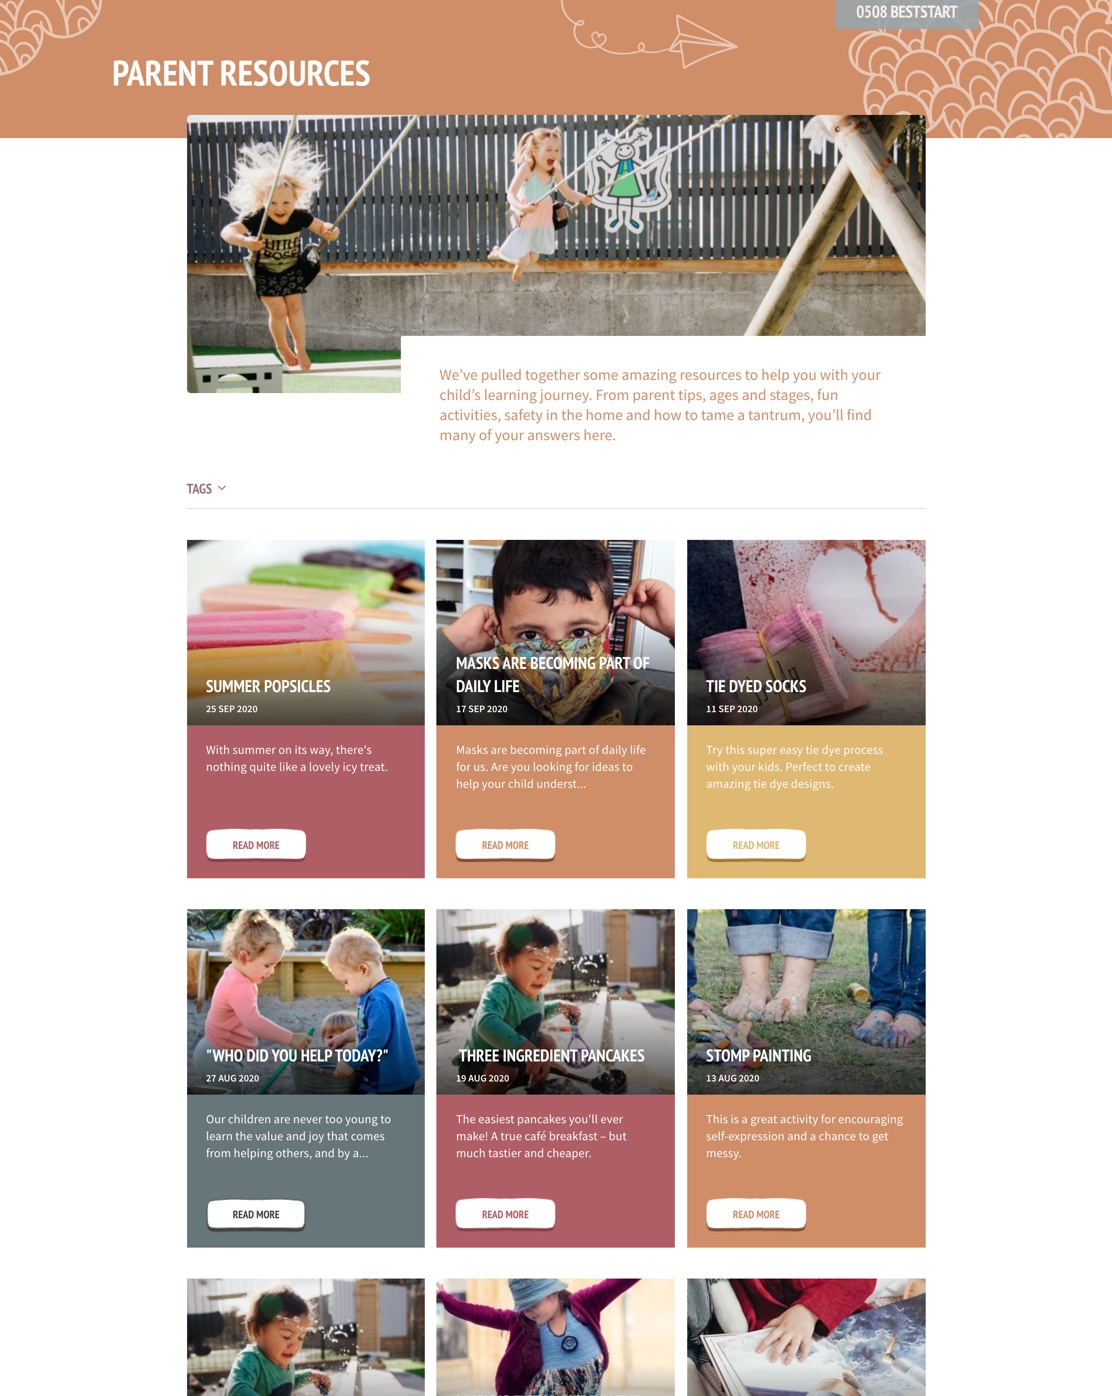 0508 BESTSTART
PARENT RESOURCES
LITTLE
We've pulled together some amazing resources to help you with your
child's learning journey. From parent tips, ages and stages, fun
activities, safety in the home and how to tame a tantrum, you'll find
many of your answers here.
TAGS
SUMMER POPSICLES
25 SEP 2020
With summer on its way, there's
nothing quite like a lovely icy treat.
READ MORE
MASKS ARE BECOMING PART OF
DAILY LIFE
17 SEP 2020
Masks are becoming part of daily life
for us. Are you looking for ideas to
help your child underst...
READ MORE
TIE DYED SOCKS
11 SEP 2020
Try this super easy tie dye process
with your kids. Perfect to create
amazing tie dye designs.
READ MORE
"WHO DID YOU HELP TODAY?"
27 AUG 2020
Our children are never too young to
learn the value and joy that comes
from helping others, and by a...
READ MORE
THREE INGREDIENT PANCAKES
19 AUG 2020
The easiest pancakes you'll ever
make! A true café breakfast – but
much tastier and cheaper.
READ MORE
STOMP PAINTING
13 AUG 2020
This is a great activity for encouraging
self-expression and a chance to get
messy.
READ MORE